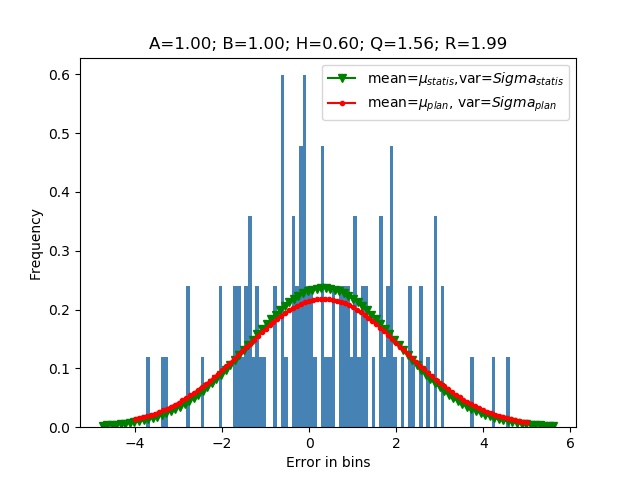 A=1.00; B=1.00; H=0.60; Q=1.56; R=1.99
mean=μstatis,var=Sigmastatis
mean=μplan, var=Sigmaplan
0.6
0.5
0.4
0.3
0.2
0.1
0.0
Frequency
−4 −2 0 2 4 6
Error in bins